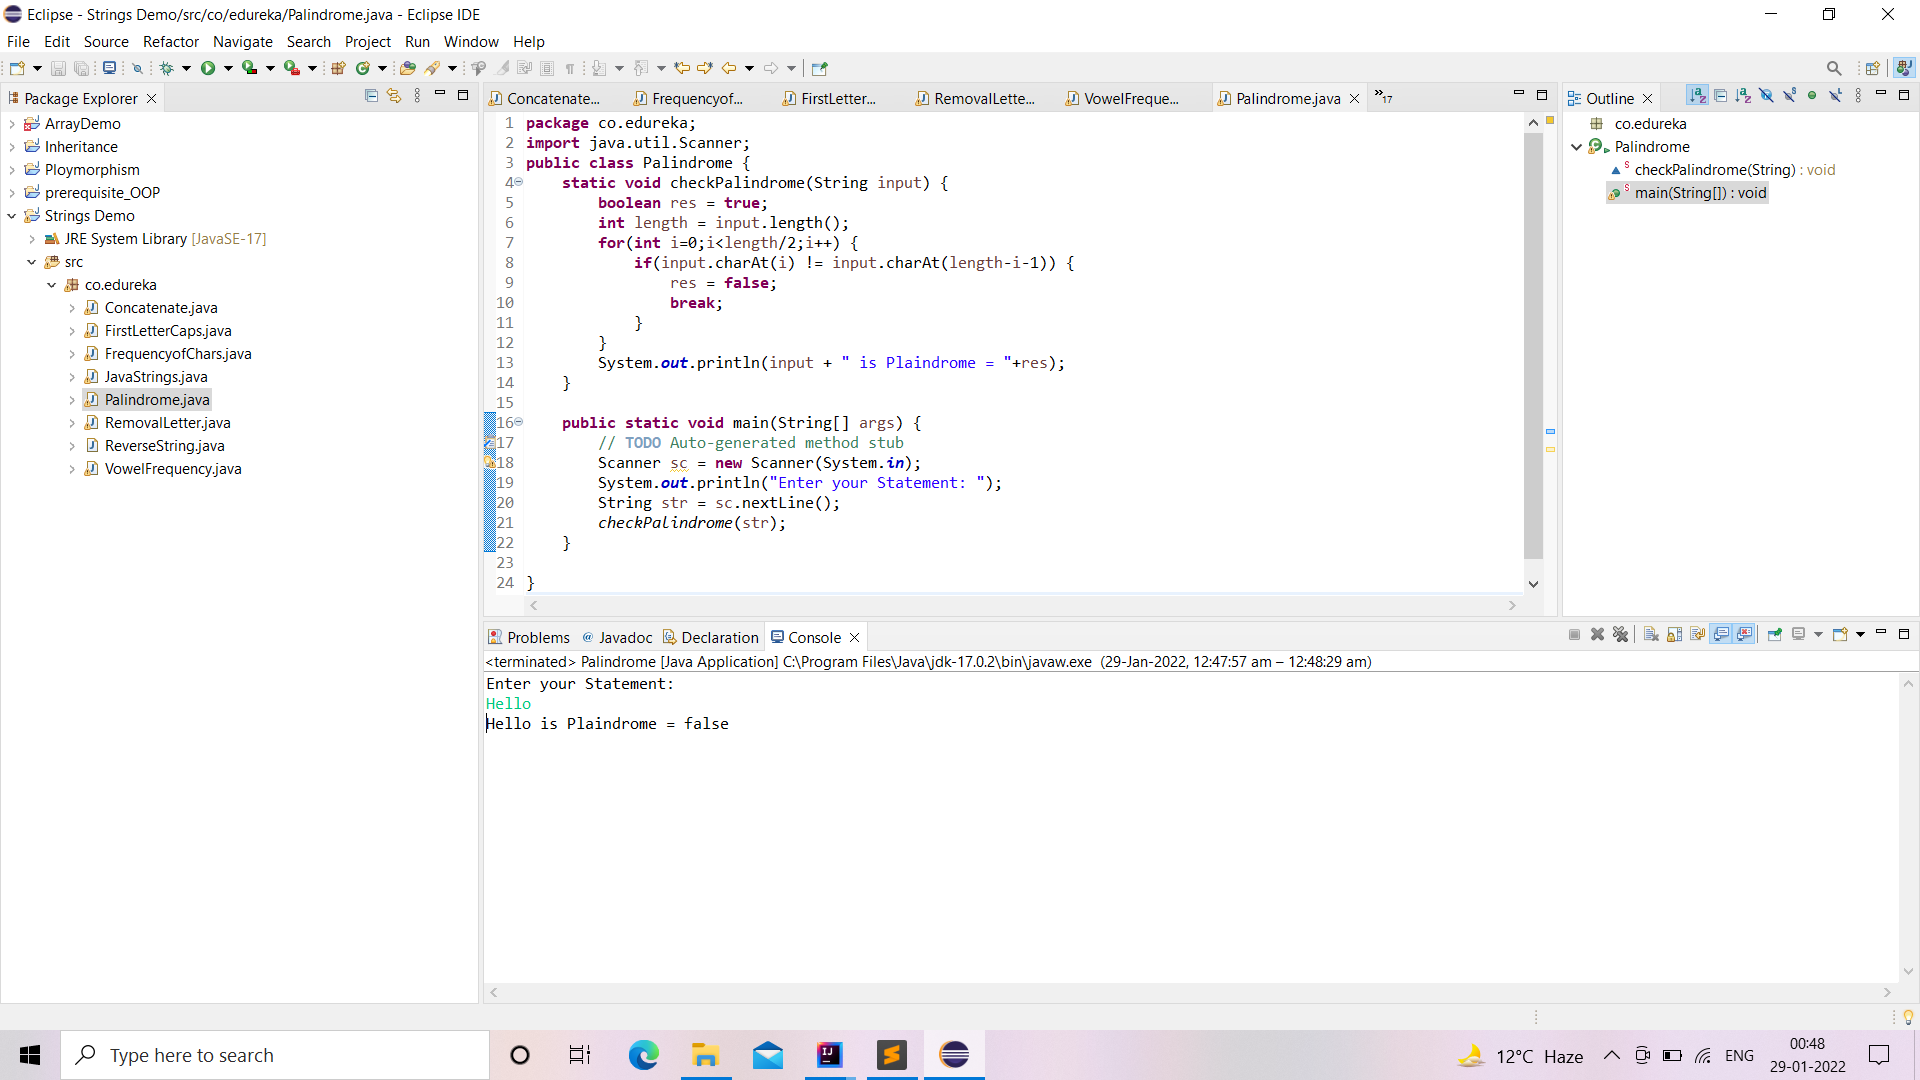 Eclipse - Strings Demo/src/co/edureka/Palindrome.java - Eclipse IDE
File Edit Source Refactor Navigate Search Project Run Window Help
Package Explorer
ArrayDemo
Inheritance
Ploymorphism
prerequisite_OOP
Strings Demo
JRE System Library [JavaSE-17]
src
co.edureka
Concatenate.java
FirstLetterCaps.java
FrequencyofChars.java
JavaStrings.java
Palindrome.java
RemovalLetter.java
ReverseString.java
VowelFrequency.java
Concatenate... Frequencyof... FirstLetter... RemovalLette... VowelFreque... Palindrome.java »17
1 package co.edureka;
2 import java.util.Scanner;
3 public class Palindrome {
4 static void checkPalindrome(String input) {
5 boolean res = true;
6 int length = input.length();
7 for(int i=0;i<length/2;i++) {
8 if(input.charAt(i) != input.charAt(length-i-1)) {
9 res = false;
10 break;
11 }
12 }
13 System.out.println(input + " is Plaindrome = "+res);
14 }
15
16 public static void main(String[] args) {
17 // TODO Auto-generated method stub
18 Scanner sc = new Scanner(System.in);
19 System.out.println("Enter your Statement: ");
20 String str = sc.nextLine();
21 checkPalindrome(str);
22 }
23
24 }
Outline
co.edureka
Palindrome
checkPalindrome(String) : void
main(String[]) : void
Problems @ Javadoc Declaration Console
<terminated> Palindrome [Java Application] C:\Program Files\Java\jdk-17.0.2\bin\javaw.exe (29-Jan-2022, 12:47:57 am – 12:48:29 am)
Enter your Statement:
Hello
Hello is Plaindrome = false
Type here to search
12°C Haze
ENG
00:48
29-01-2022